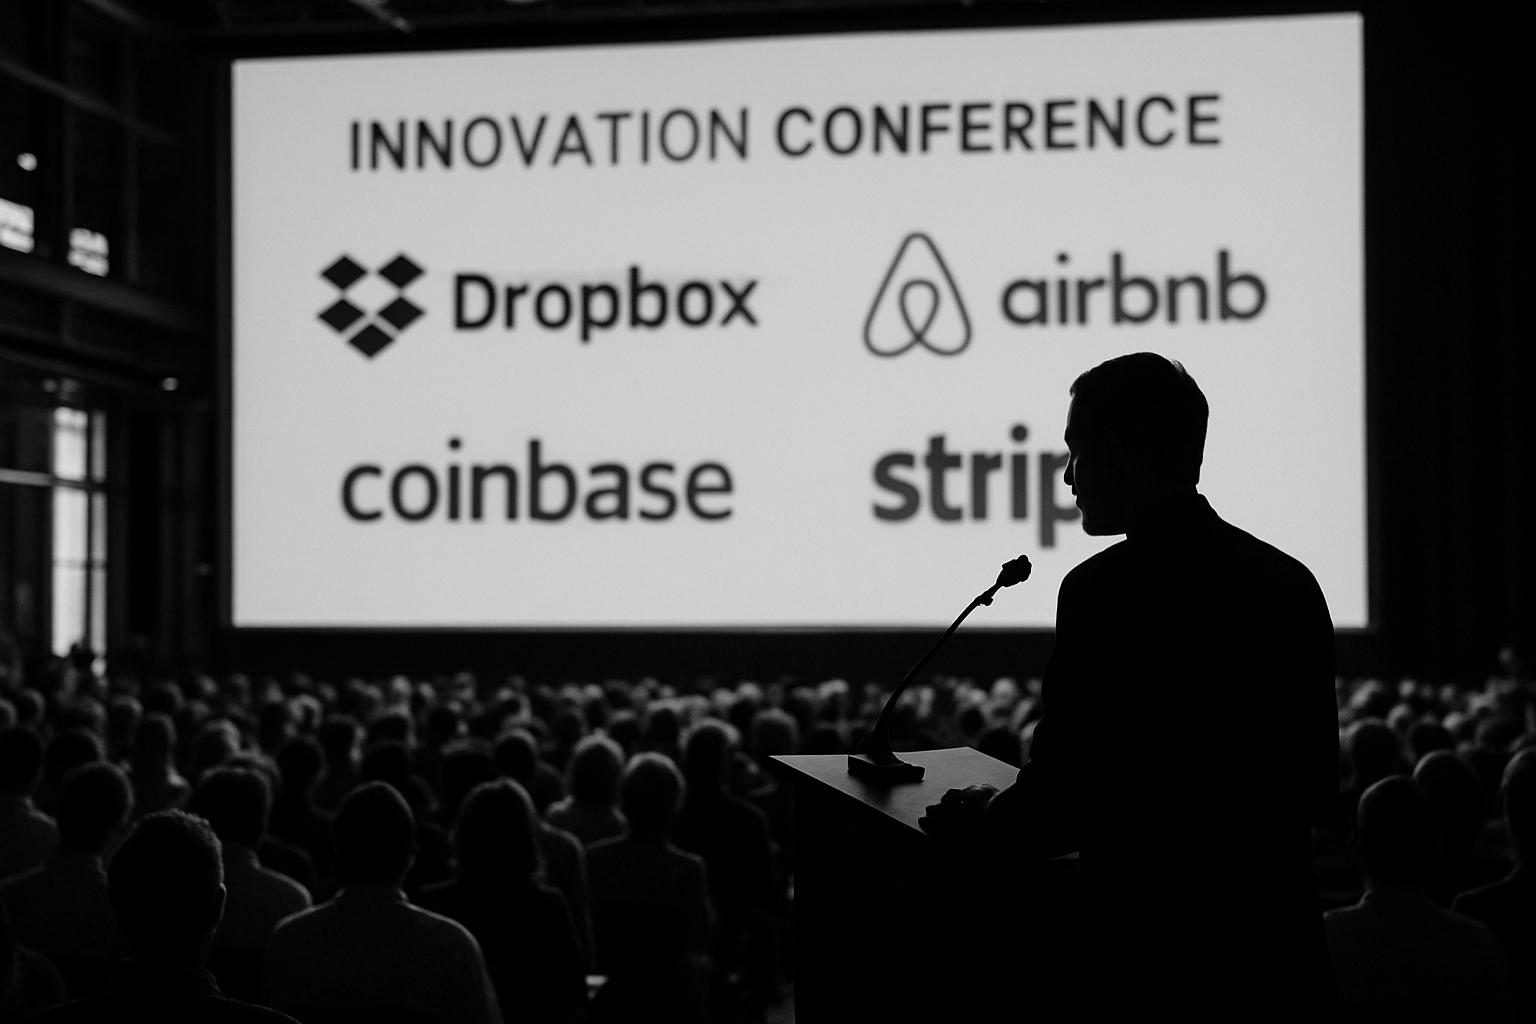 INNOVATION CONFERENCE
Dropbox airbnb
coinbase strip